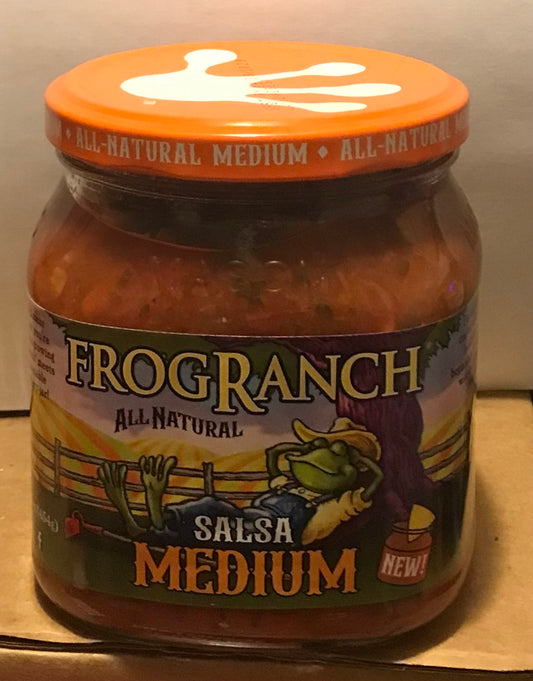 • ALL-NATURAL MEDIUM • ALL-NATURAL
FROGRANCH
ALL NATURAL
SALSA
MEDIUM
NEW!